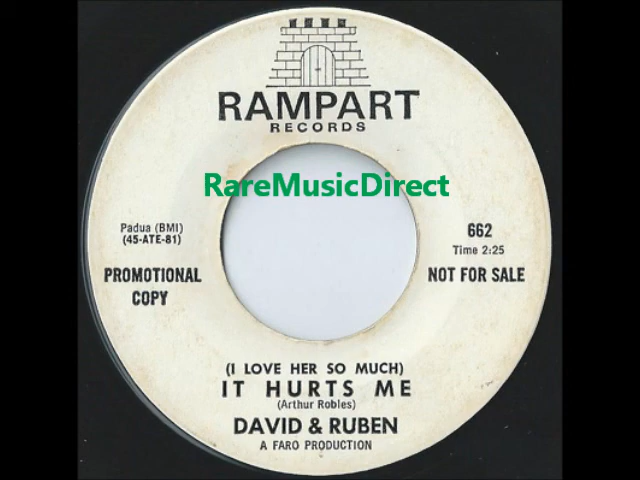 RAMPART
RECORDS
RareMusicDirect
Padua (BMI)
(45-ATE-81)
662
Time 2:25
PROMOTIONAL
COPY
NOT FOR SALE
(I LOVE HER SO MUCH)
IT HURTS ME
(Arthur Robles)
DAVID & RUBEN
A FARO PRODUCTION